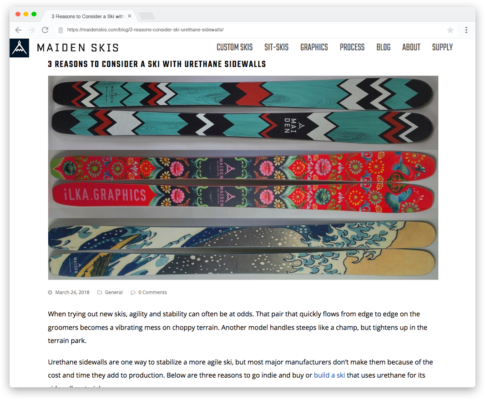 3 Reasons to Consider a Ski with
https://maidenskis.com/blog/3-reasons-consider-ski-urethane-sidewalls/
MAIDEN SKIS
CUSTOM SKIS SIT-SKIS GRAPHICS PROCESS BLOG ABOUT SUPPLY
3 REASONS TO CONSIDER A SKI WITH URETHANE SIDEWALLS
MAI
DEN
ILKA.GRAPHICS
March 24, 2018 General 0 Comments
When trying out new skis, agility and stability can often be at odds. That pair that quickly flows from edge to edge on the
groomers becomes a vibrating mess on choppy terrain. Another model handles steeps like a champ, but tightens up in the
terrain park.
Urethane sidewalls are one way to stabilize a more agile ski, but most major manufacturers don't make them because of the
cost and time they add to production. Below are three reasons to go indie and buy or build a ski that uses urethane for its